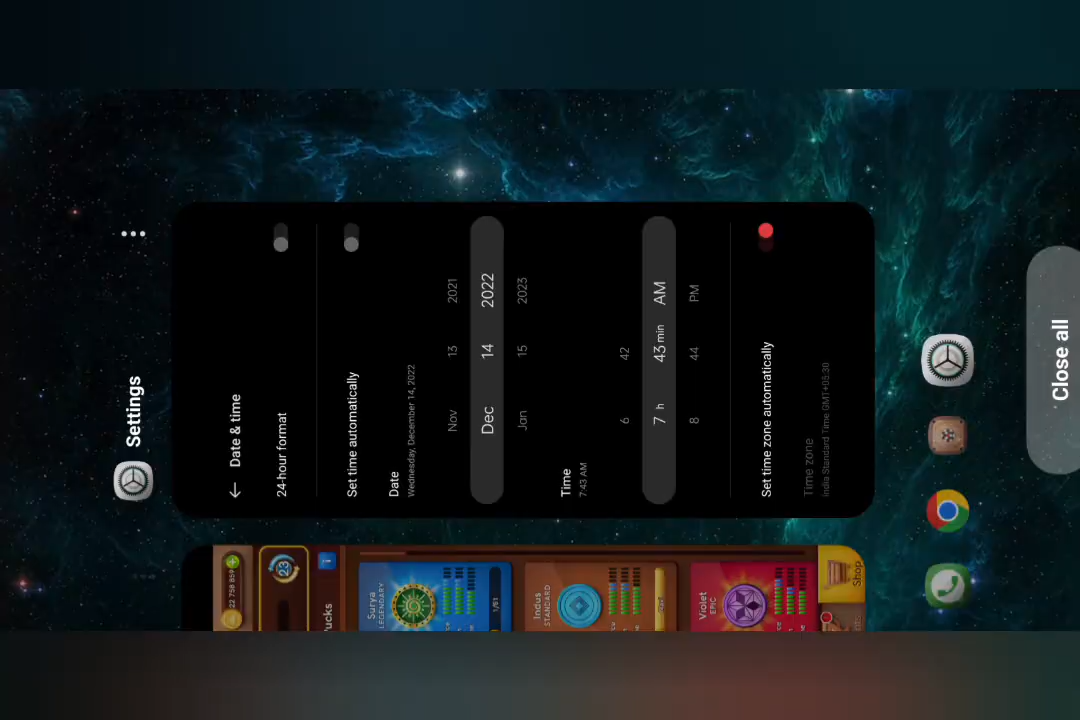 Settings
Date & time
24-hour format
Set time automatically
Date
Wednesday, December 14, 2022
Nov 13 2021
Dec 14 2022
Jan 15 2023
Time
7:43 AM
6 42
7 h 43 min AM
8 44 PM
Set time zone automatically
Time zone
India Standard Time GMT+05:30
23
Pucks
Surya
LEGENDARY
Indus
STANDARD
Violet
EPIC
Shop
Close all